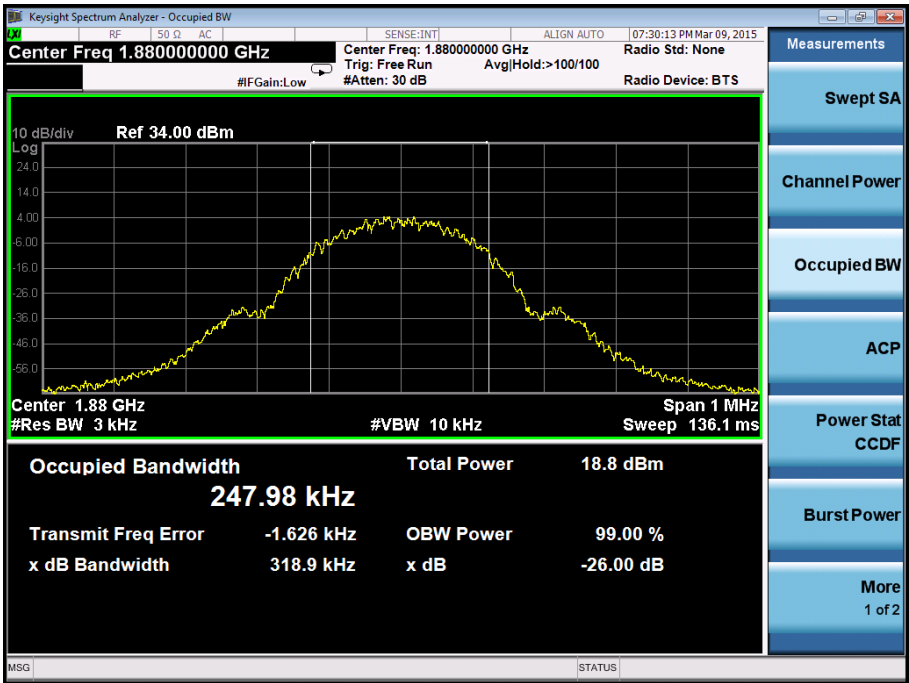 Keysight Spectrum Analyzer - Occupied BW
LXI RF 50 Ω AC SENSE:INT ALIGN AUTO 07:30:13 PM Mar 09, 2015
Center Freq 1.880000000 GHz
Center Freq: 1.880000000 GHz Radio Std: None
Trig: Free Run Avg|Hold:>100/100
#IFGain:Low #Atten: 30 dB Radio Device: BTS
10 dB/div Ref 34.00 dBm
Log
24.0
14.0
4.00
-6.00
-16.0
-26.0
-36.0
-46.0
-56.0
Center 1.88 GHz Span 1 MHz
#Res BW 3 kHz #VBW 10 kHz Sweep 136.1 ms
Occupied Bandwidth Total Power 18.8 dBm
247.98 kHz
Transmit Freq Error -1.626 kHz OBW Power 99.00 %
x dB Bandwidth 318.9 kHz x dB -26.00 dB
MSG STATUS
Measurements
Swept SA
Channel Power
Occupied BW
ACP
Power Stat
CCDF
Burst Power
More
1 of 2